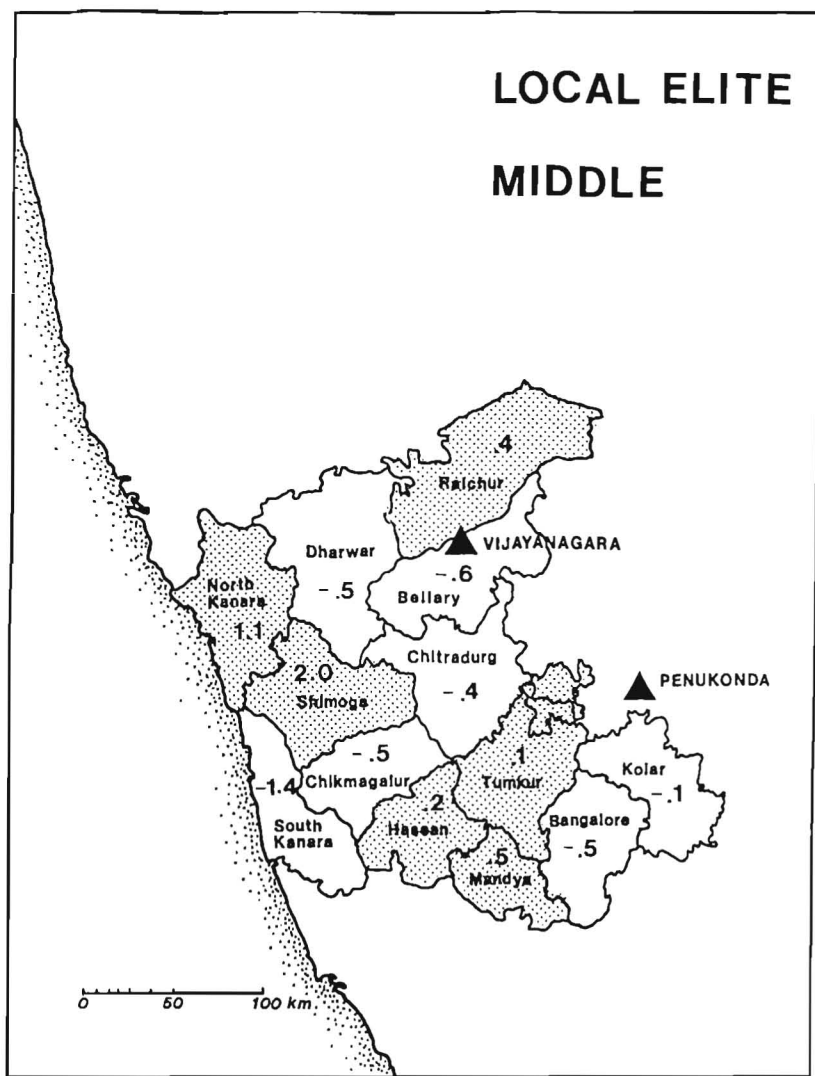 LOCAL ELITE
MIDDLE
.4
Raichur
VIJAYANAGARA
Dharwar
-.5
-.6
Bellary
North
Kanara
1.1
Chitradurg
-.4
2.0
Shimoga
PENUKONDA
-.5
Chikmagalur
.1
Tumkur
Kolar
-.1
-1.4
South
Kanara
.2
Hassan
Bangalore
-.5
.5
Mandya
0 50 100 km